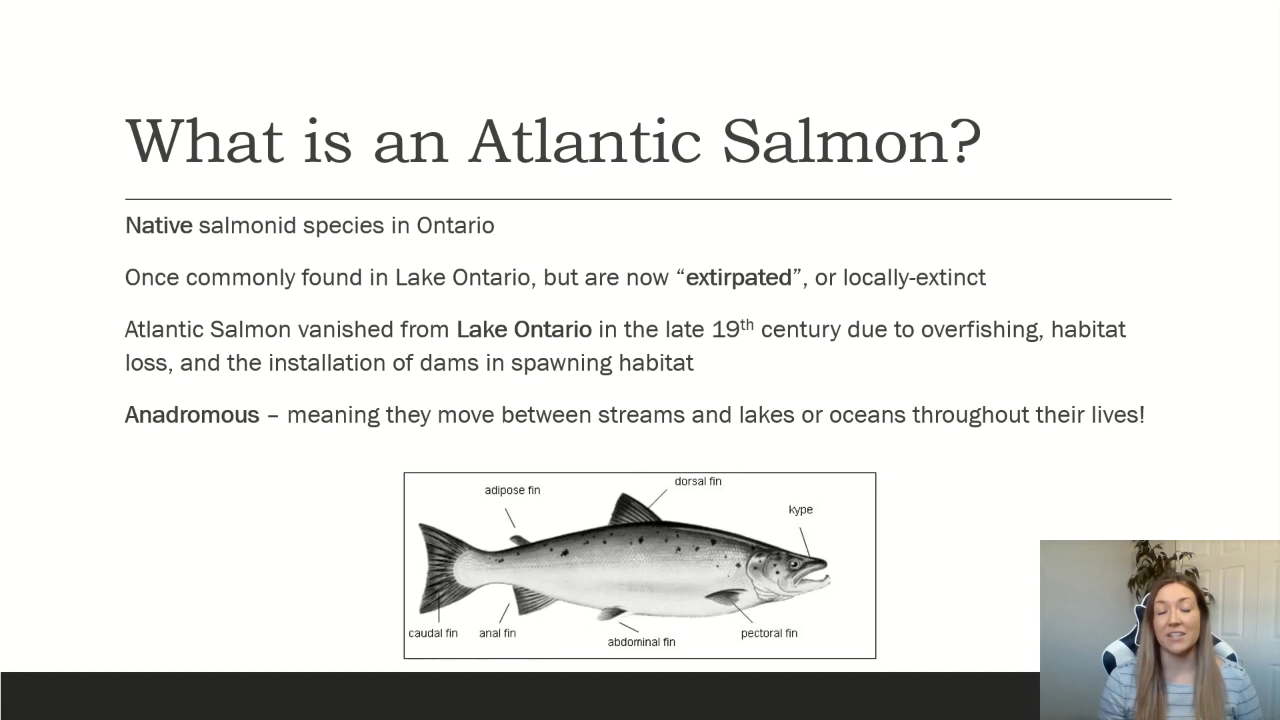 What is an Atlantic Salmon?
Native salmonid species in Ontario
Once commonly found in Lake Ontario, but are now “extirpated”, or locally-extinct
Atlantic Salmon vanished from Lake Ontario in the late 19th century due to overfishing, habitat
loss, and the installation of dams in spawning habitat
Anadromous – meaning they move between streams and lakes or oceans throughout their lives!
adipose fin
dorsal fin
kype
caudal fin
anal fin
abdominal fin
pectoral fin